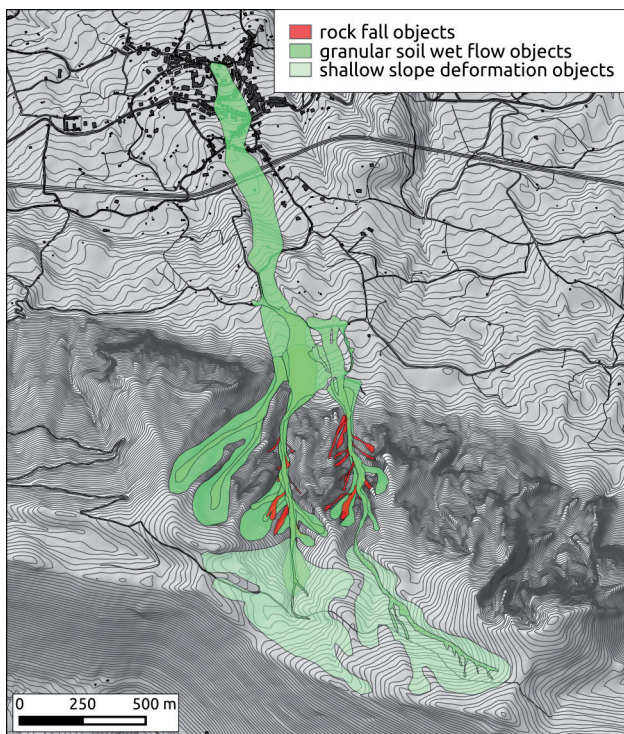 rock fall objects
granular soil wet flow objects
shallow slope deformation objects
0 250 500 m